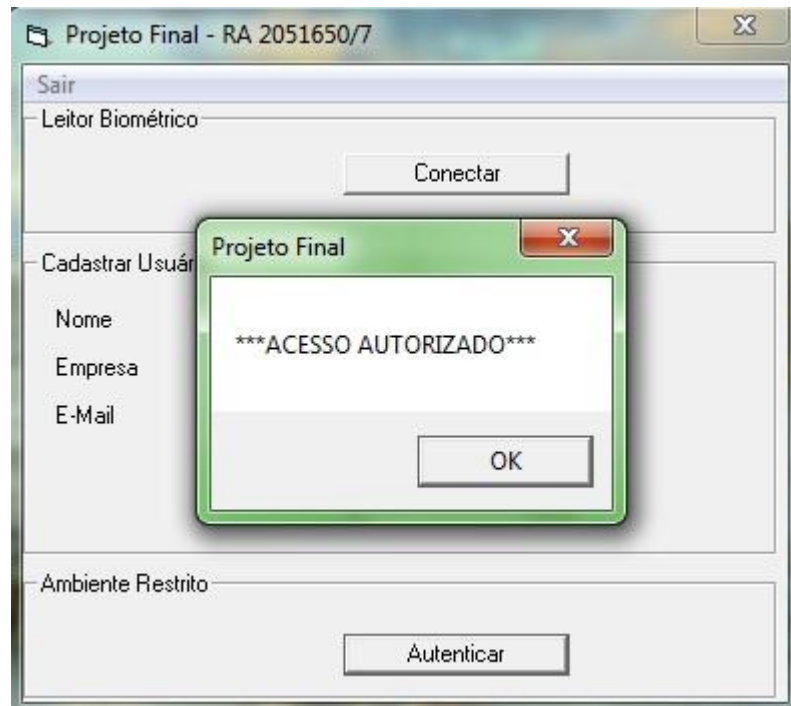 Projeto Final - RA 2051650/7
Sair
Leitor Biométrico
Conectar
Projeto Final
Cadastrar Usuár
***ACESSO AUTORIZADO***
Nome
Empresa
E-Mail
OK
Ambiente Restrito
Autenticar